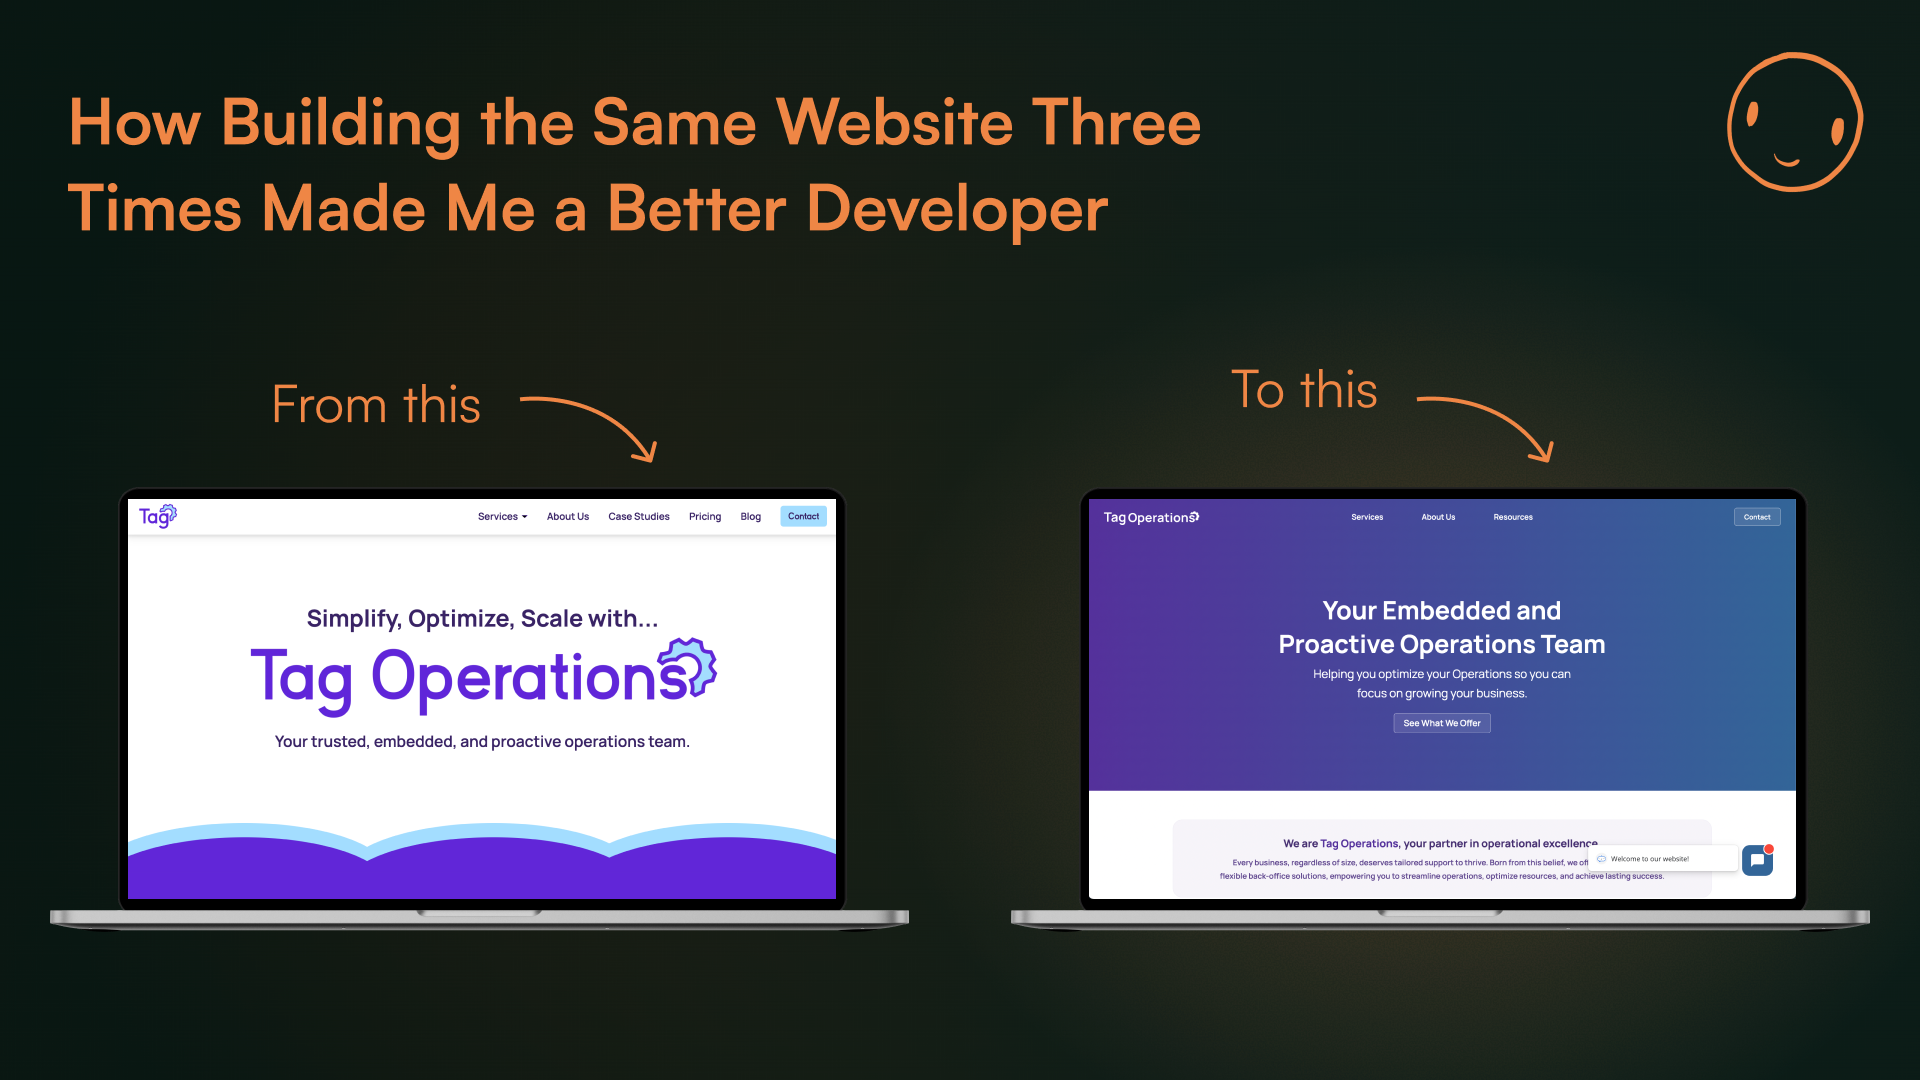 How Building the Same Website Three
Times Made Me a Better Developer
From this
To this
Tag
Services
About Us
Case Studies
Pricing
Blog
Contact
Simplify, Optimize, Scale with...
Tag Operations
Your trusted, embedded, and proactive operations team.
Tag Operations
Services
About Us
Resources
Contact
Your Embedded and
Proactive Operations Team
Helping you optimize your Operations so you can
focus on growing your business.
See What We Offer
We are Tag Operations, your partner in operational excellence
Every business, regardless of size, deserves tailored support to thrive. Born from this belief, we
flexible back-office solutions, empowering you to streamline operations, optimize resources, and achieve lasting success.
Welcome to our website!